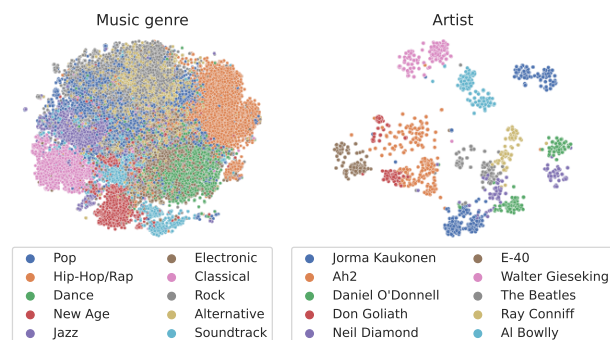 Music genre
Artist
Pop
Hip-Hop/Rap
Dance
New Age
Jazz
Electronic
Classical
Rock
Alternative
Soundtrack
Jorma Kaukonen
Ah2
Daniel O'Donnell
Don Goliath
Neil Diamond
E-40
Walter Gieseking
The Beatles
Ray Conniff
Al Bowlly